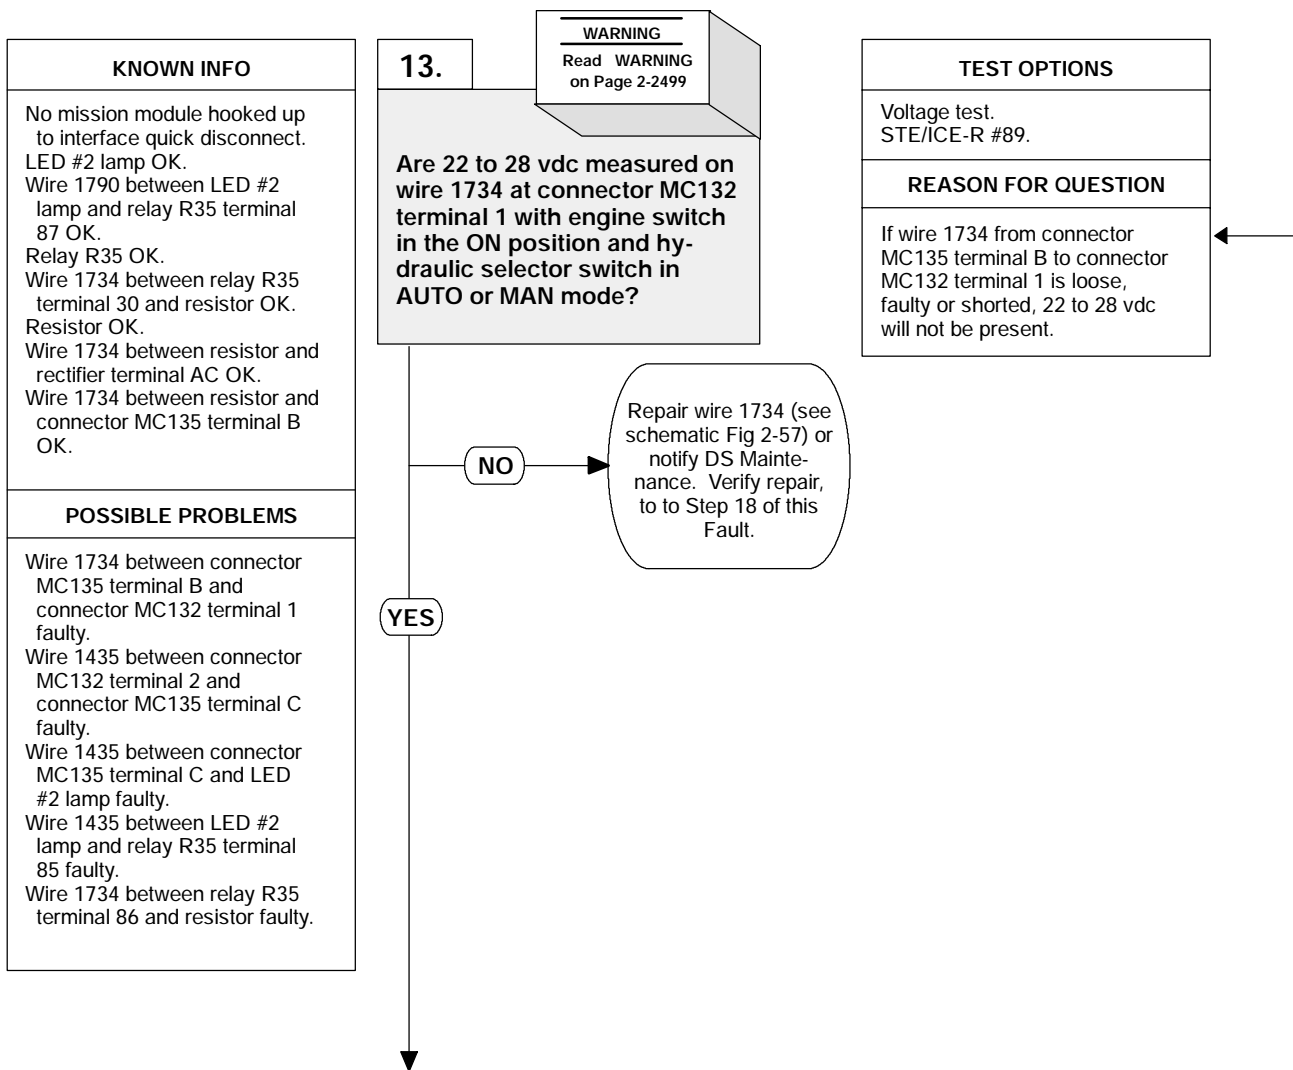 KNOWN INFO
No mission module hooked up
to interface quick disconnect.
LED #2 lamp OK.
Wire 1790 between LED #2
lamp and relay R35 terminal
87 OK.
Relay R35 OK.
Wire 1734 between relay R35
terminal 30 and resistor OK.
Resistor OK.
Wire 1734 between resistor and
rectifier terminal AC OK.
Wire 1734 between resistor and
connector MC135 terminal B
OK.
POSSIBLE PROBLEMS
Wire 1734 between connector
MC135 terminal B and
connector MC132 terminal 1
faulty.
Wire 1435 between connector
MC132 terminal 2 and
connector MC135 terminal C
faulty.
Wire 1435 between connector
MC135 terminal C and LED
#2 lamp faulty.
Wire 1435 between LED #2
lamp and relay R35 terminal
85 faulty.
Wire 1734 between relay R35
terminal 86 and resistor faulty.
13.
WARNING
Read WARNING
on Page 2-2499
Are 22 to 28 vdc measured on
wire 1734 at connector MC132
terminal 1 with engine switch
in the ON position and hy-
draulic selector switch in
AUTO or MAN mode?
NO
Repair wire 1734 (see
schematic Fig 2-57) or
notify DS Mainte-
nance. Verify repair,
to to Step 18 of this
Fault.
YES
TEST OPTIONS
Voltage test.
STE/ICE-R #89.
REASON FOR QUESTION
If wire 1734 from connector
MC135 terminal B to connector
MC132 terminal 1 is loose,
faulty or shorted, 22 to 28 vdc
will not be present.